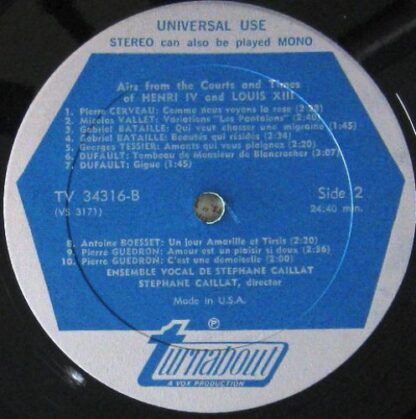 UNIVERSAL USE
STEREO can also be played MONO
Airs from the Courts and Times
of HENRI IV and LOUIS XIII
1. Pierre CERVEAU: Comme nous voyons la rose (2:28)
2. Nicolas VALLET: Variations "Les Pantalons" (2:40)
3. Gabriel BATAILLE: Qui veut chasser une migraine (1:45)
4. Gabriel BATAILLE: Beautés qui résidés (2:34)
5. Georges TESSIER: Amants qui vous plaignez (2:20)
6. DUFAULT: Tombeau de Monsieur de Blancrocher (3:07)
7. DUFAULT: Gigue (1:45)
TV 34316-B
Side 2
(VS 3171)
24:40 min.
8. Antoine BOESSET: Un jour Amarille et Tirsis (2:20)
9. Pierre GUEDRON: Amour est un plaisir si doux (2:56)
10. Pierre GUEDRON: C'est une demoiselle (2:00)
ENSEMBLE VOCAL DE STEPHANE CAILLAT
STEPHANE CAILLAT, director
Made in U.S.A.
P
turnabout
A VOX PRODUCTION